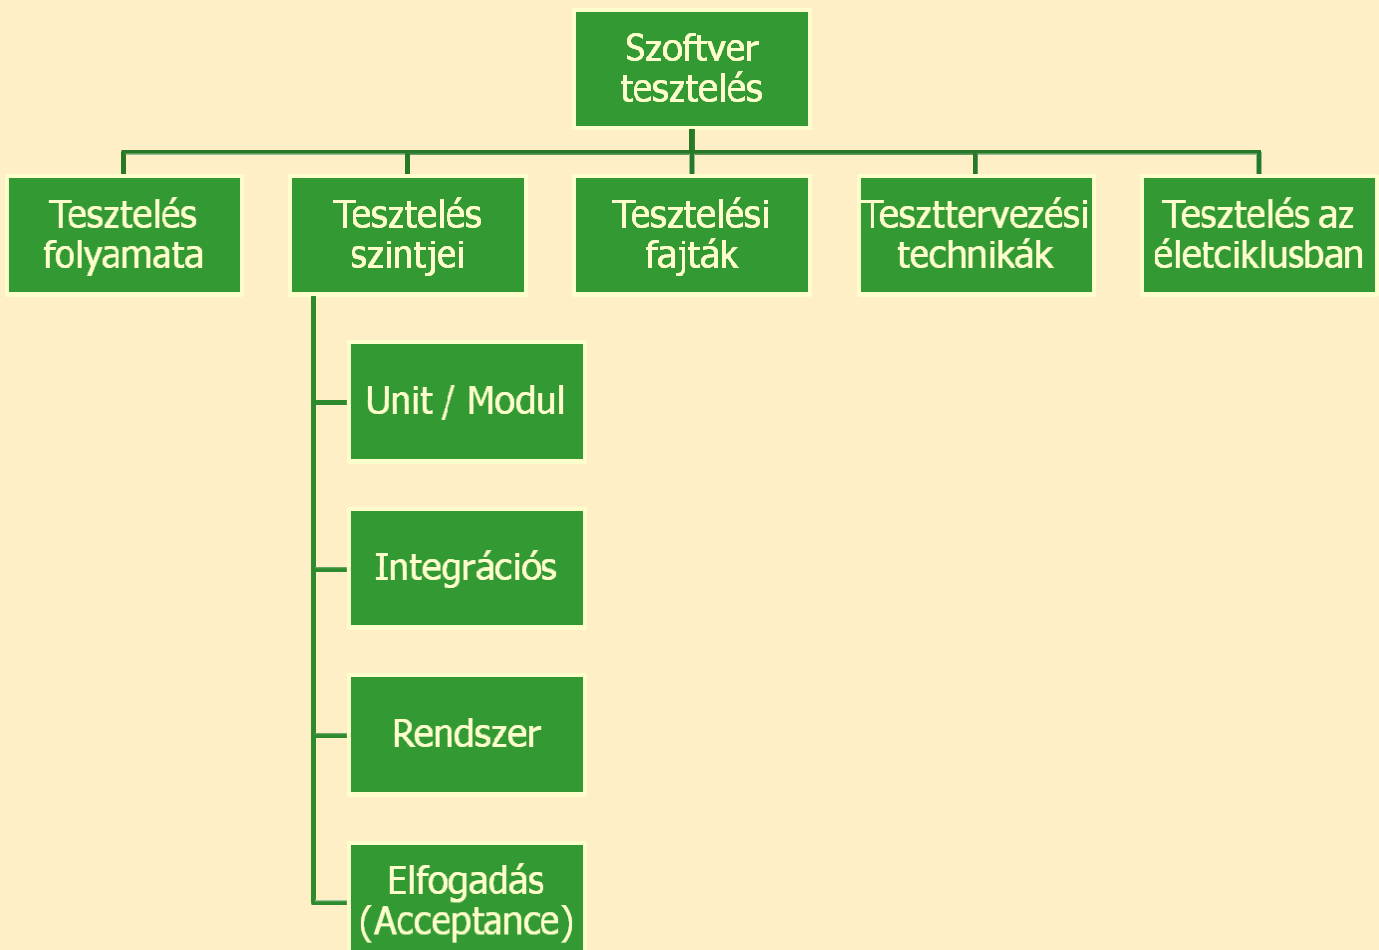 Szoftver
tesztelés
Tesztelés
folyamata
Tesztelés
szintjei
Tesztelési
fajták
Teszttervezési
technikák
Tesztelés az
életciklusban
Unit / Modul
Integrációs
Rendszer
Elfogadás
(Acceptance)